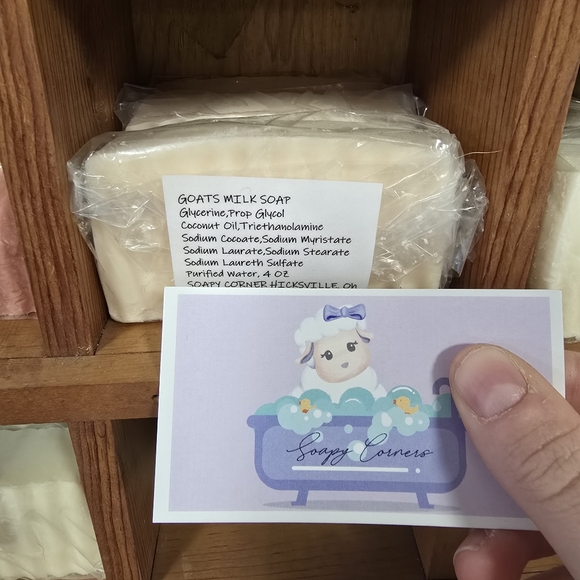 GOATS MILK SOAP
Glycerine,Prop Glycol
Coconut Oil,Triethanolamine
Sodium Cocoate,Sodium Myristate
Sodium Laurate,Sodium Stearate
Sodium Laureth Sulfate
Purified Water, 4 OZ
SOAPY CORNER HICKSVILLE, Oh
Soapy Corners